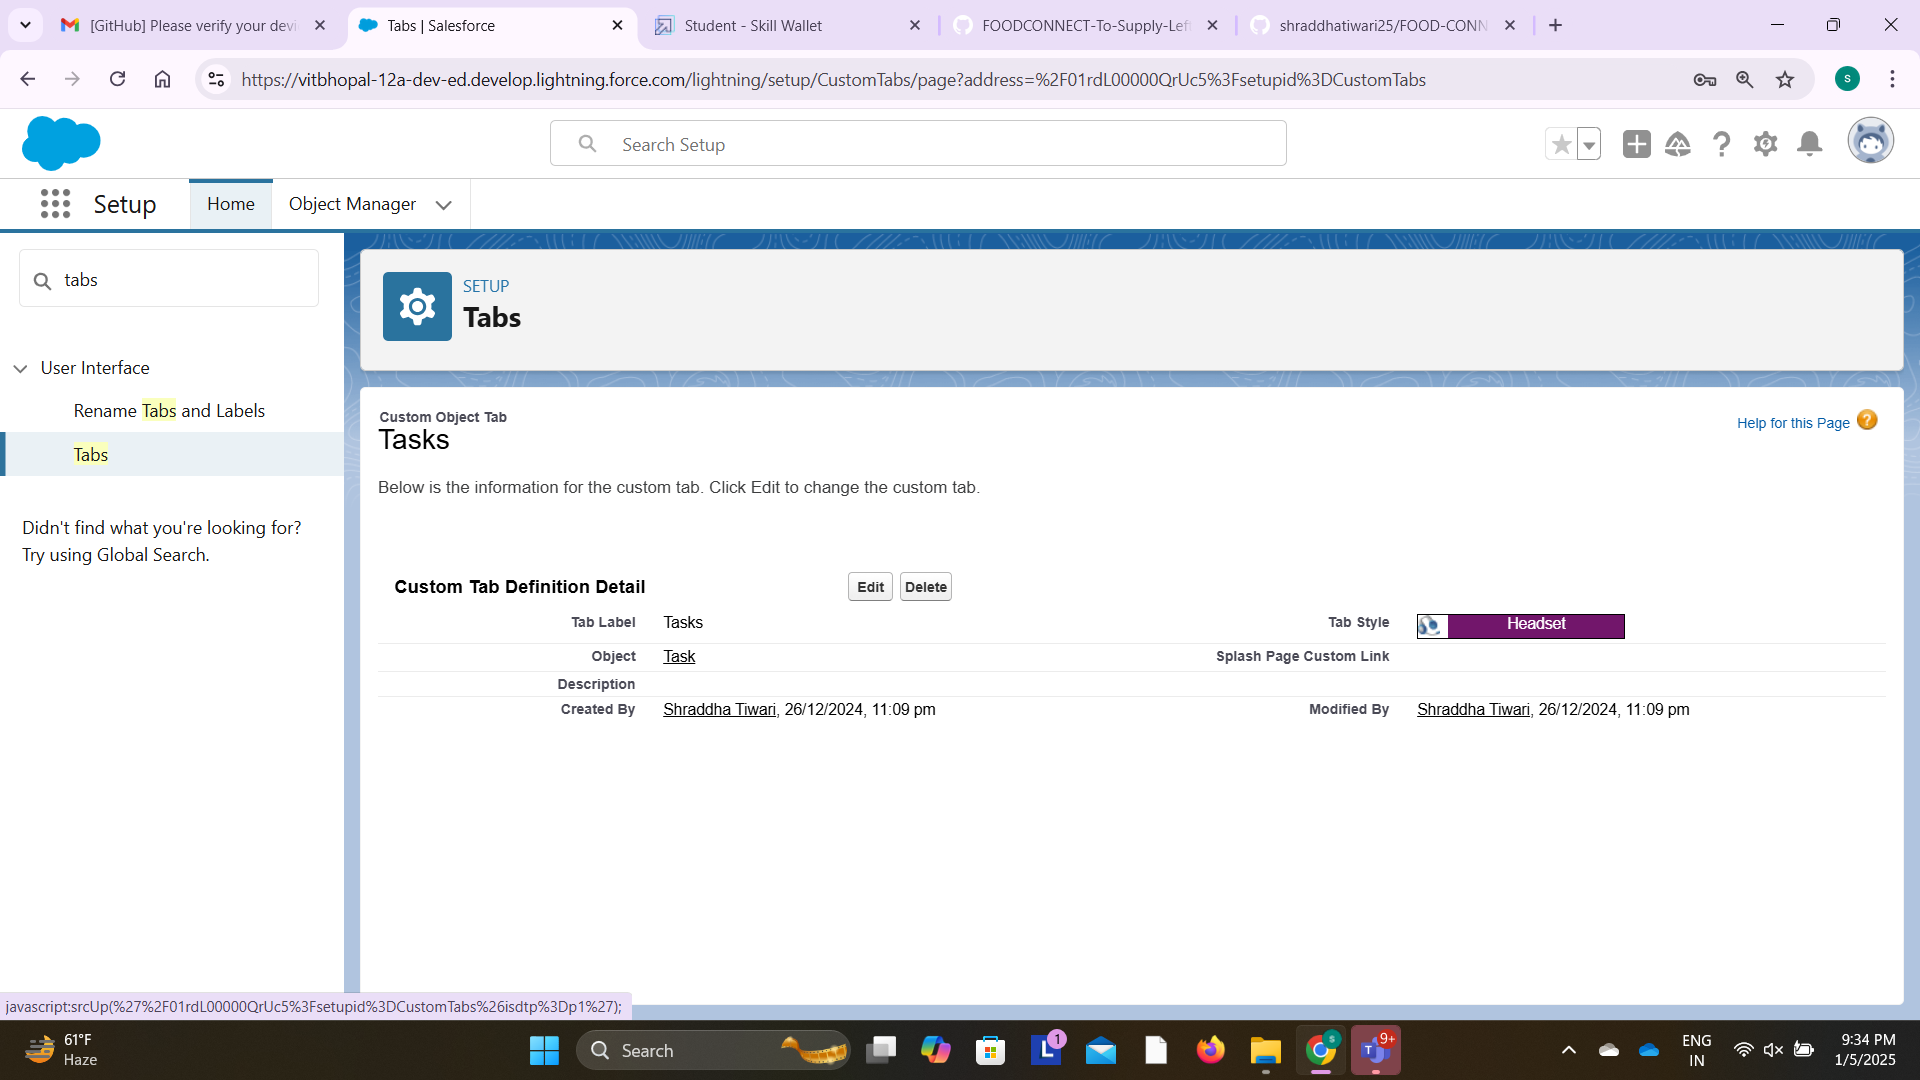 [GitHub] Please verify your devi
Tabs | Salesforce
Student - Skill Wallet
FOODCONNECT-To-Supply-Left
shraddhatiwari25/FOOD-CONN
https://vitbhopal-12a-dev-ed.develop.lightning.force.com/lightning/setup/CustomTabs/page?address=%2F01rdL00000QrUc5%3Fsetupid%3DCustomTabs
S
Search Setup
Setup
Home
Object Manager
tabs
User Interface
Rename Tabs and Labels
Tabs
Didn't find what you're looking for?
Try using Global Search.
SETUP
Tabs
Custom Object Tab
Tasks
Help for this Page ?
Below is the information for the custom tab. Click Edit to change the custom tab.
Custom Tab Definition Detail
Edit
Delete
Tab Label Tasks
Tab Style Headset
Object Task
Splash Page Custom Link
Description
Created By Shraddha Tiwari, 26/12/2024, 11:09 pm
Modified By Shraddha Tiwari, 26/12/2024, 11:09 pm
javascript:srcUp(%27%2F01rdL00000QrUc5%3Fsetupid%3DCustomTabs%26isdtp%3Dp1%27);
61°F
Haze
Search
L
1
S
T
9+
ENG
IN
9:34 PM
1/5/2025